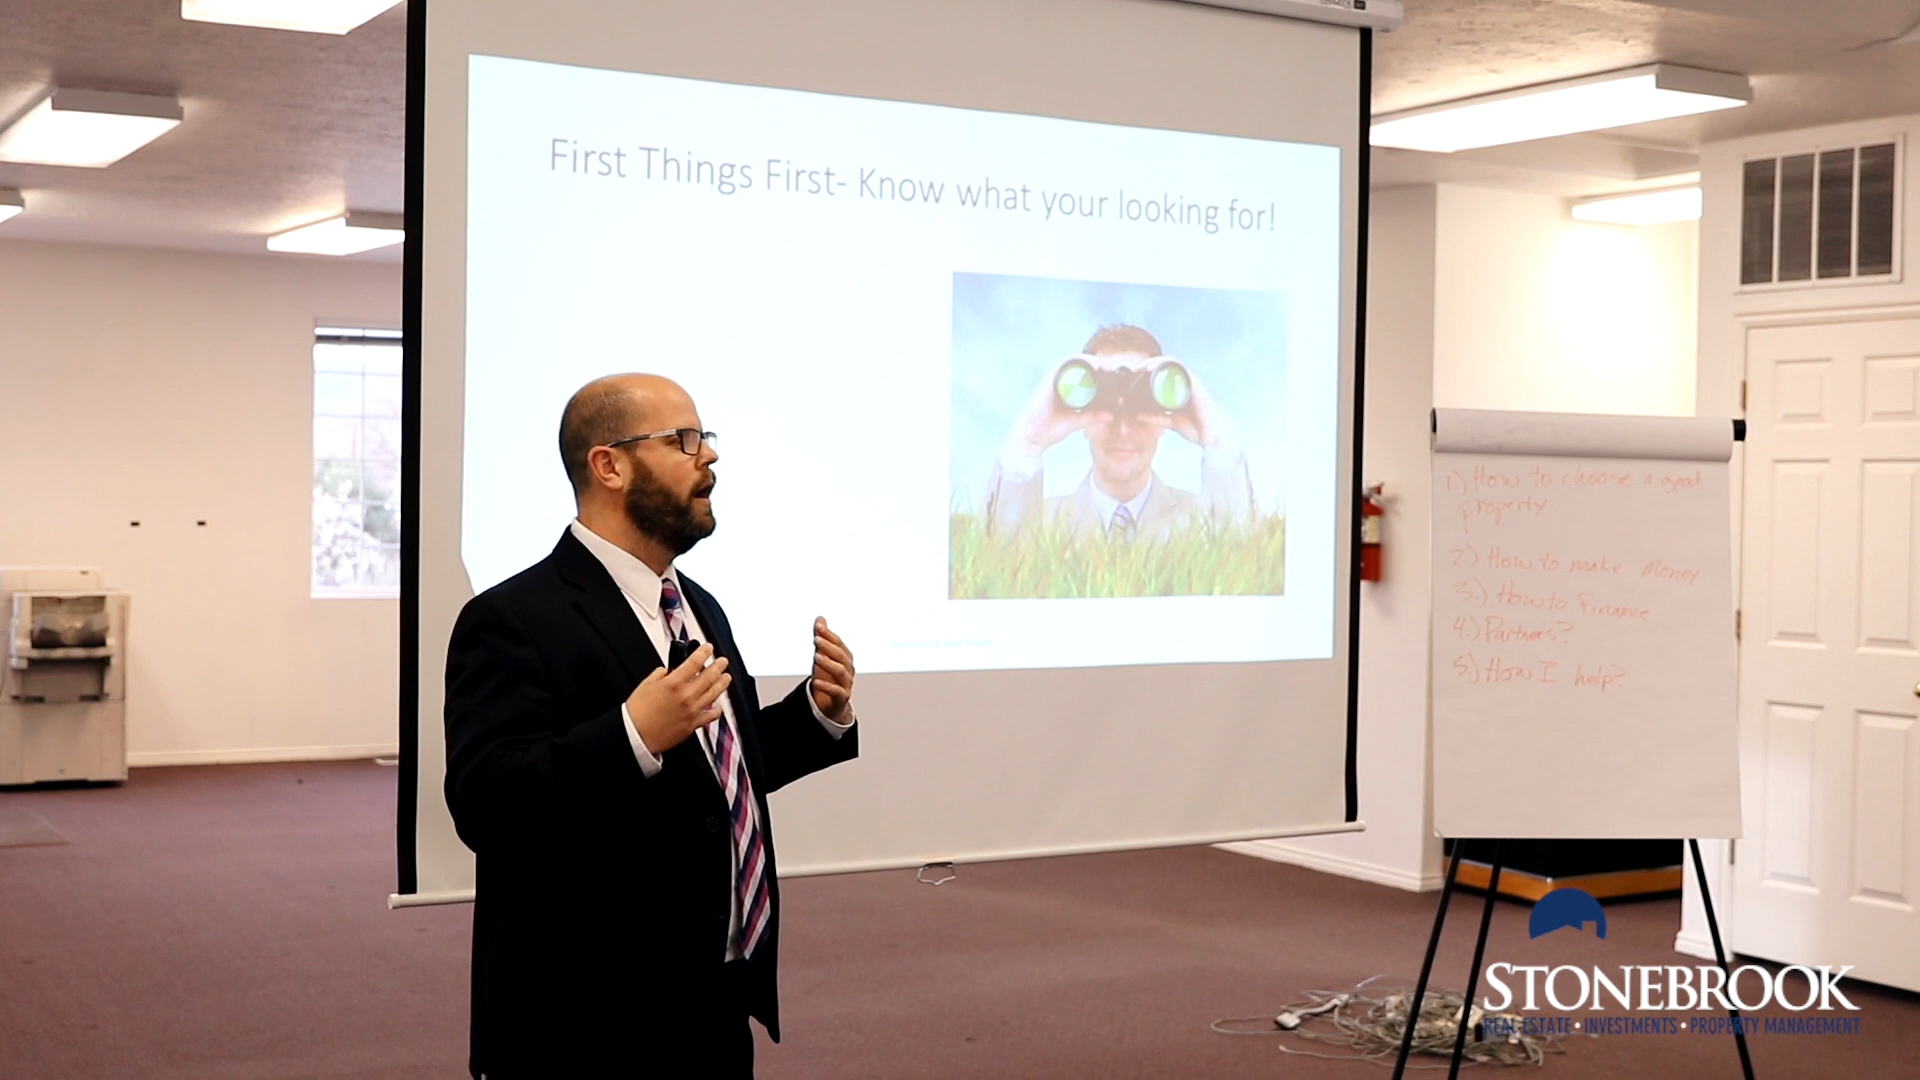 First Things First- Know what your looking for!
1) How to choose a good
property
2.) How to make Money
3.) How to Finance
4.) Partners?
5.) How I help?
STONEBROOK
REAL ESTATE • INVESTMENTS • PROPERTY MANAGEMENT